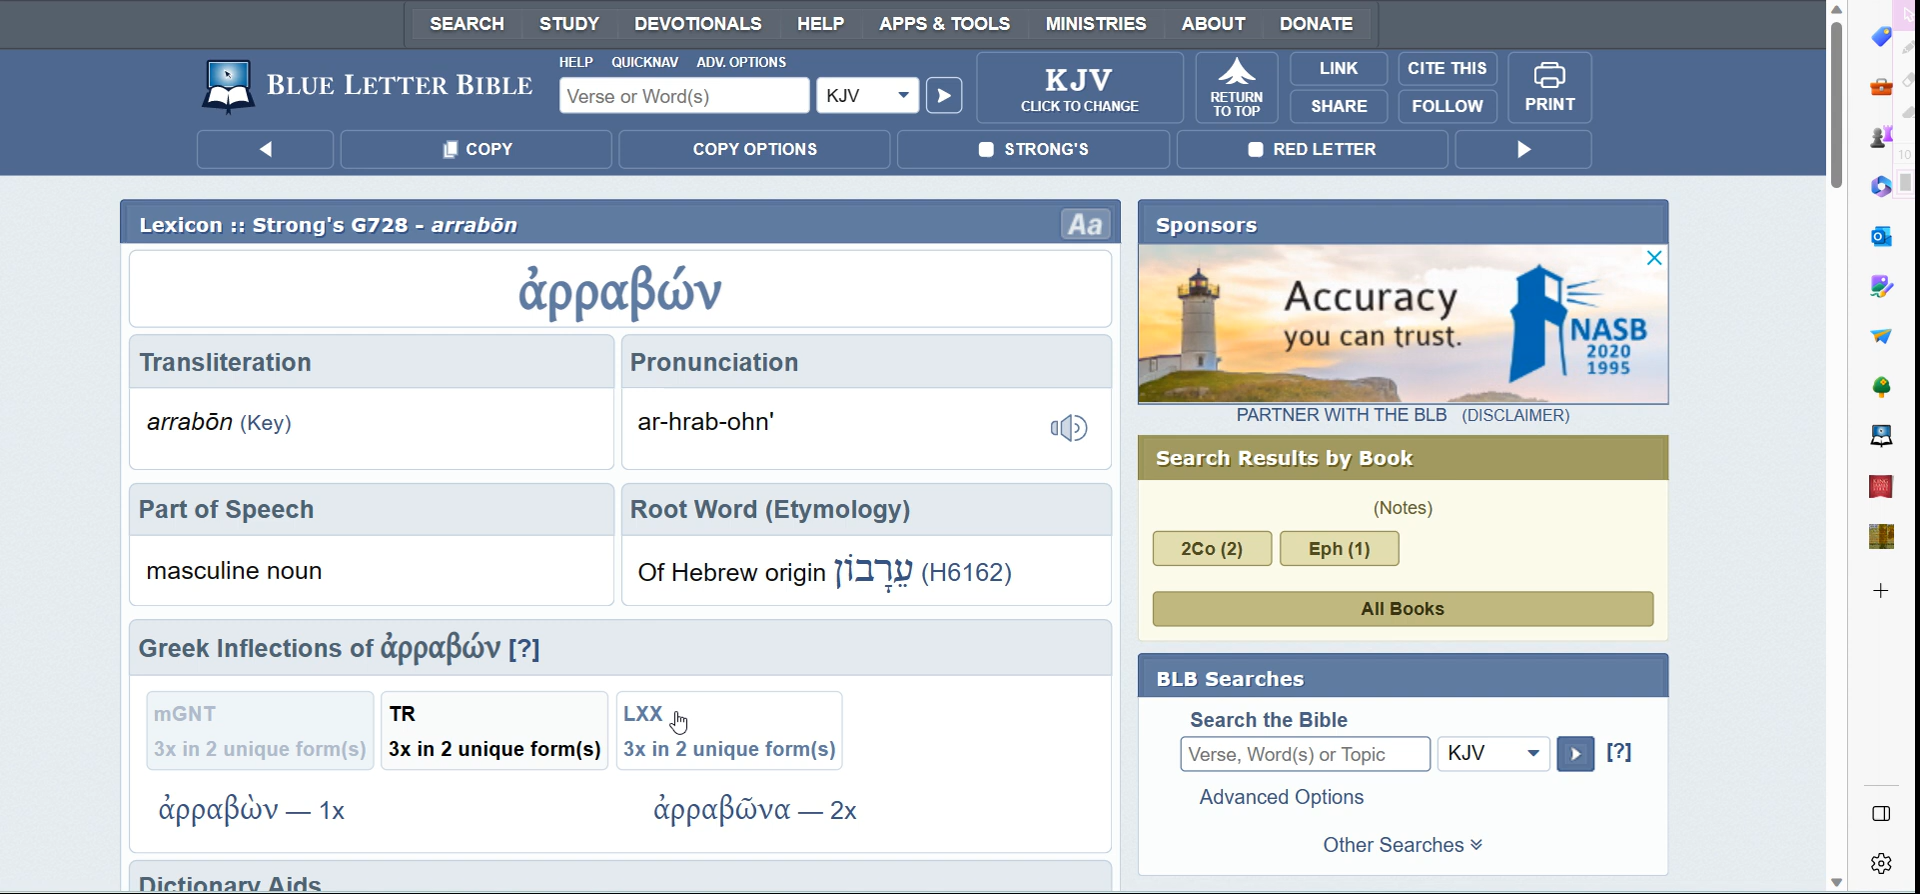 SEARCH STUDY DEVOTIONALS HELP APPS & TOOLS MINISTRIES ABOUT DONATE
BLUE LETTER BIBLE
HELP QUICKNAV ADV. OPTIONS
Verse or Word(s) KJV
KJV
CLICK TO CHANGE
RETURN
TO TOP
LINK CITE THIS
SHARE FOLLOW
PRINT
COPY COPY OPTIONS STRONG'S RED LETTER
Lexicon :: Strong's G728 - arrabōn Aa
ἀρραβών
Transliteration
arrabōn (Key)
Pronunciation
ar-hrab-ohn'
Part of Speech
masculine noun
Root Word (Etymology)
Of Hebrew origin עֵרָבוֹן (H6162)
Greek Inflections of ἀρραβών [?]
mGNT
3x in 2 unique form(s)
TR
3x in 2 unique form(s)
LXX
3x in 2 unique form(s)
ἀρραβὼν — 1x
ἀρραβῶνα — 2x
Dictionary Aids
Sponsors
Accuracy
you can trust.
NASB
2020
1995
PARTNER WITH THE BLB (DISCLAIMER)
Search Results by Book
(Notes)
2Co (2) Eph (1)
All Books
BLB Searches
Search the Bible
Verse, Word(s) or Topic KJV [?]
Advanced Options
Other Searches
10